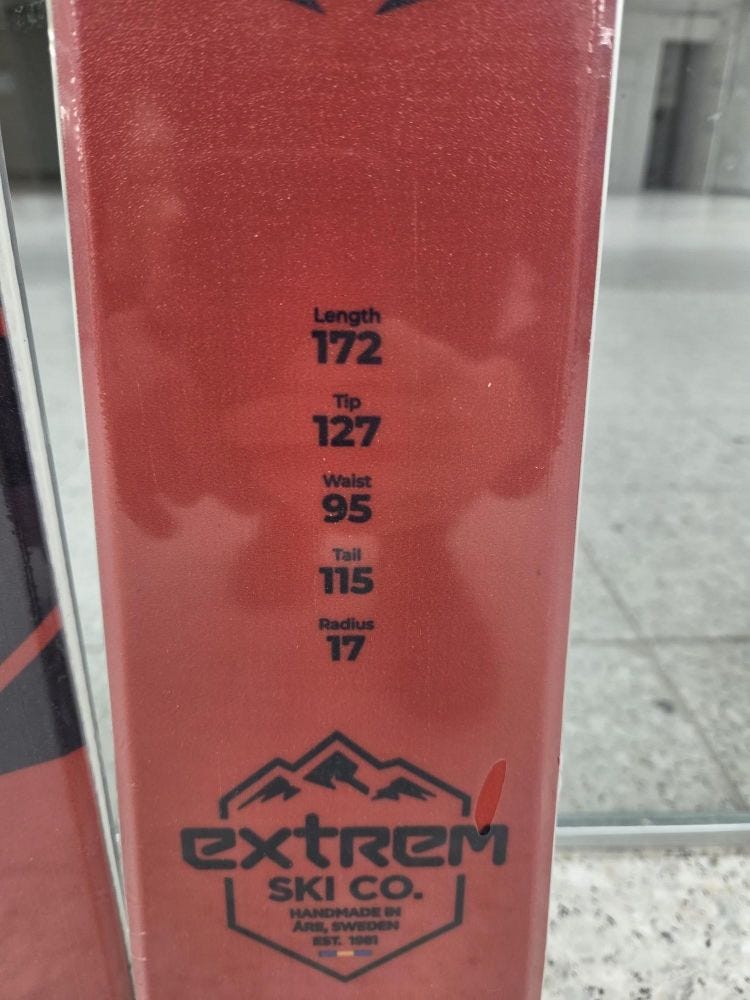 Length
172
Tip
127
Waist
95
Tail
115
Radius
17
extrem
SKI CO.
HANDMADE IN
ÅRE, SWEDEN
EST. 1981